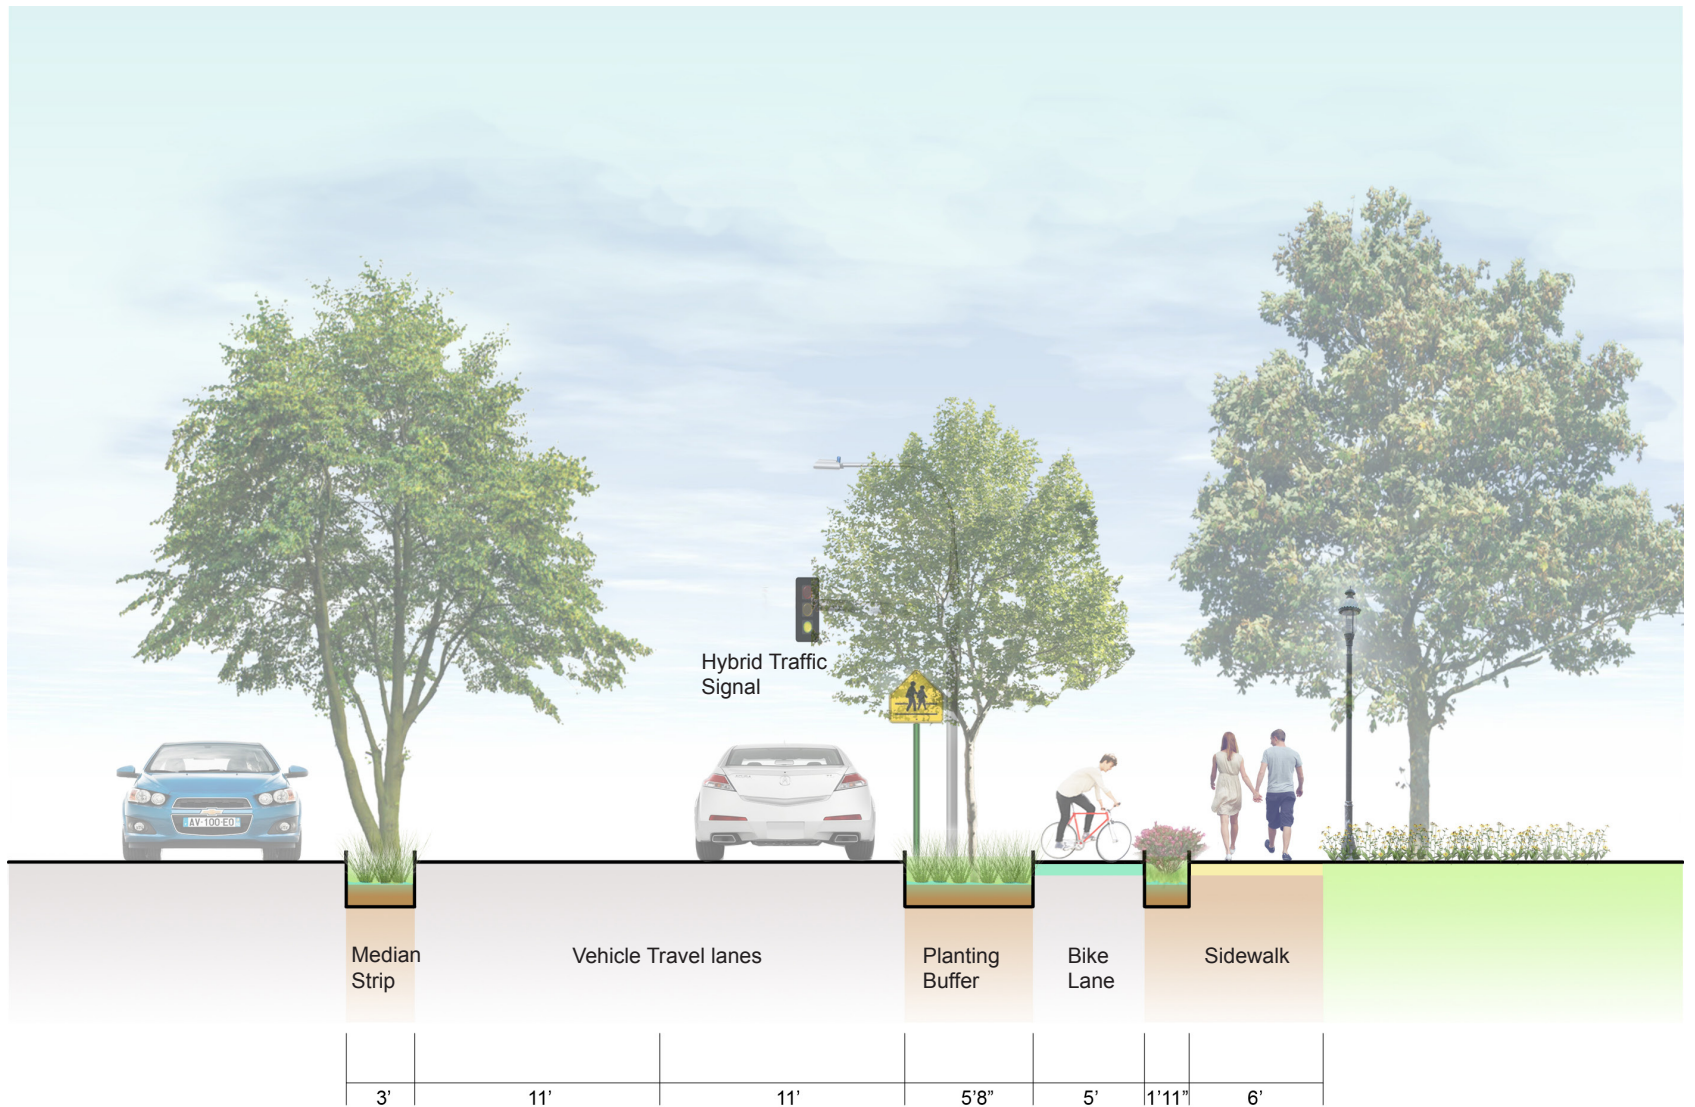 Hybrid Traffic
Signal
AV-100-EO
Median
Strip
Vehicle Travel lanes
Planting
Buffer
Bike
Lane
Sidewalk
3’
11’
11’
5’8”
5’
1’11”
6’